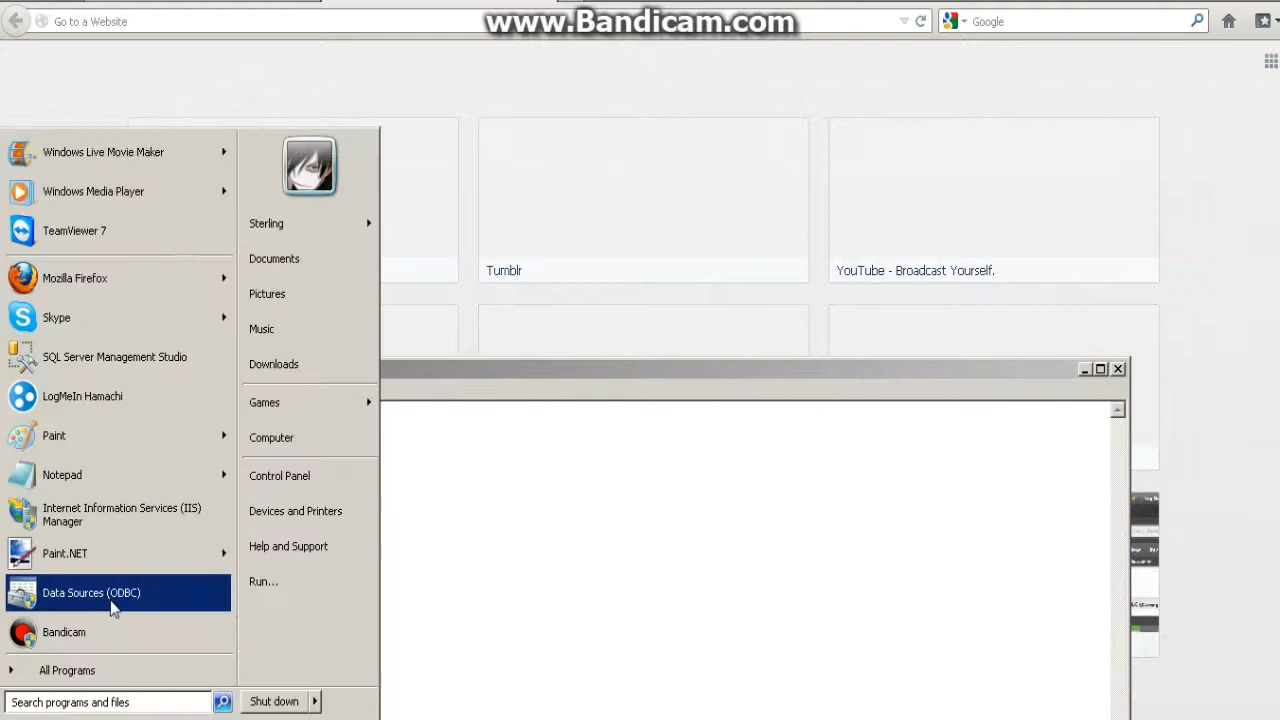 www.Bandicam.com
Go to a Website
Google
Windows Live Movie Maker
Windows Media Player
TeamViewer 7
Mozilla Firefox
Skype
SQL Server Management Studio
LogMeIn Hamachi
Paint
Notepad
Internet Information Services (IIS)
Manager
Paint.NET
Data Sources (ODBC)
Bandicam
All Programs
Search programs and files
Sterling
Documents
Pictures
Music
Downloads
Games
Computer
Control Panel
Devices and Printers
Help and Support
Run...
Shut down
Tumblr
YouTube - Broadcast Yourself.